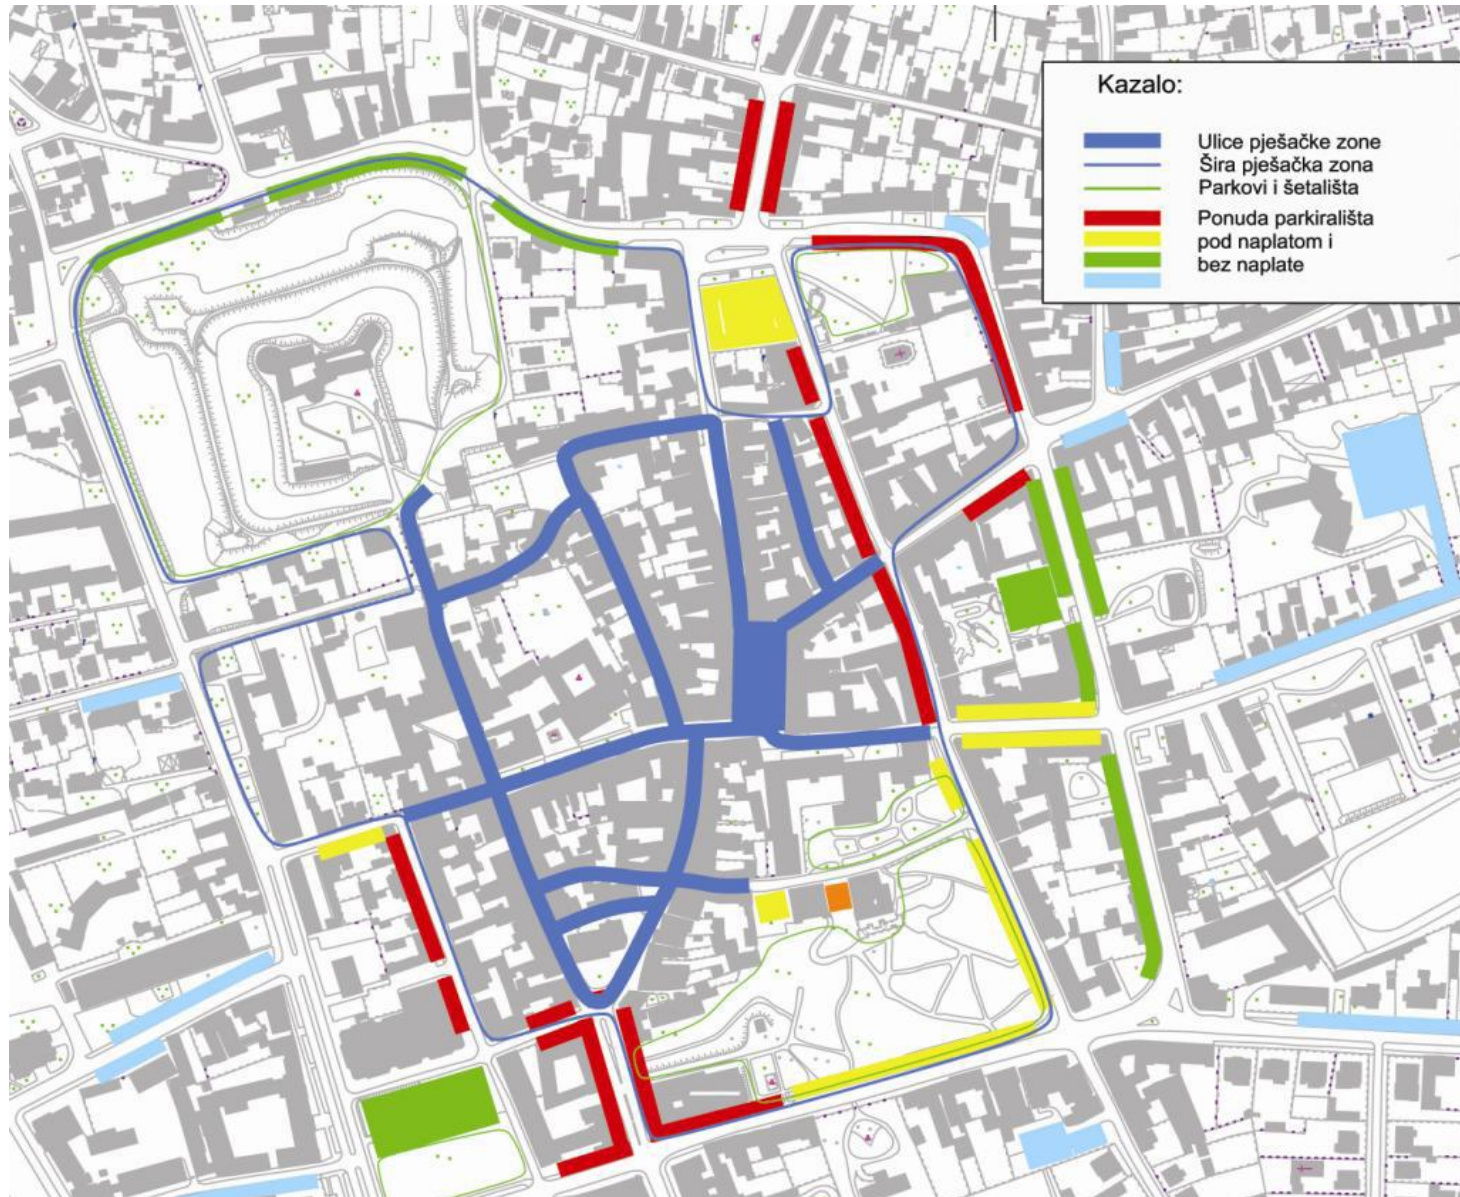 Kazalo:
Ulice pješačke zone
Šira pješačka zona
Parkovi i šetališta
Ponuda parkirališta
pod naplatom i
bez naplate